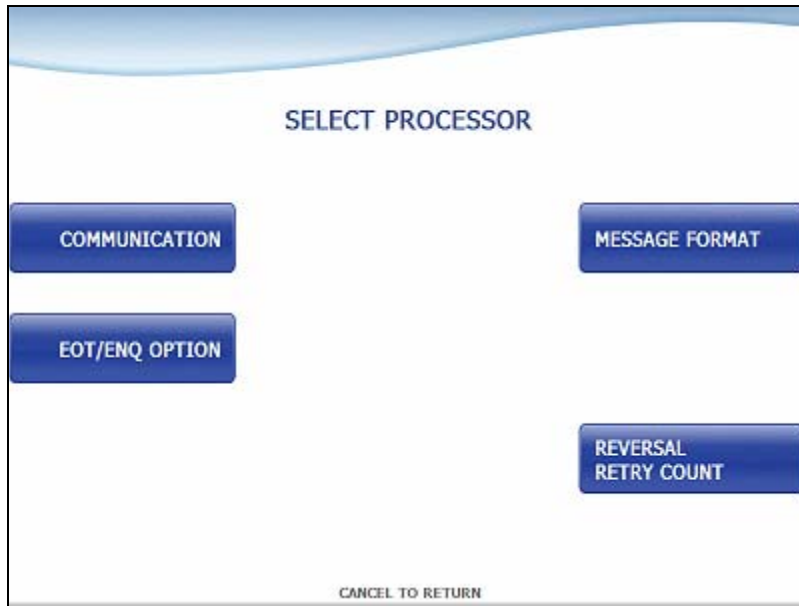 SELECT PROCESSOR
COMMUNICATION
MESSAGE FORMAT
EOT/ENQ OPTION
REVERSAL
RETRY COUNT
CANCEL TO RETURN